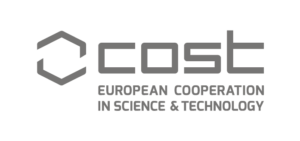 cost
EUROPEAN COOPERATION
IN SCIENCE & TECHNOLOGY